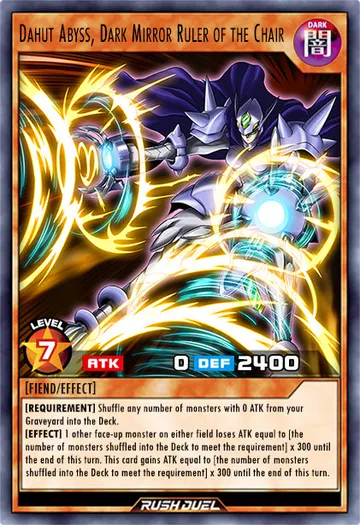 Dahut Abyss, Dark Mirror Ruler of the Chair
DARK
闇
LEVEL
7
ATK 0 DEF 2400
[FIEND/EFFECT]
[REQUIREMENT] Shuffle any number of monsters with 0 ATK from your
Graveyard into the Deck.
[EFFECT] 1 other face-up monster on either field loses ATK equal to [the
number of monsters shuffled into the Deck to meet the requirement] x 300 until
the end of this turn. This card gains ATK equal to [the number of monsters
shuffled into the Deck to meet the requirement] x 300 until the end of this turn.
RUSH DUEL